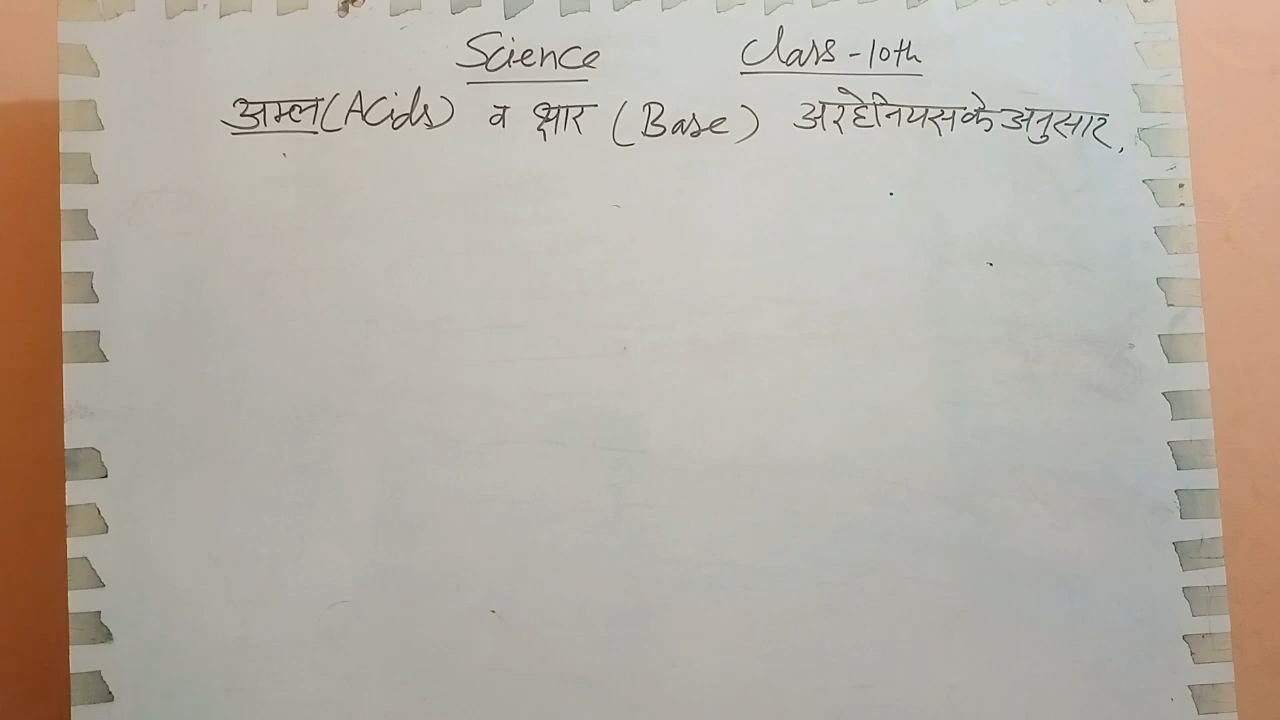 Science Class-10th
अम्ल (Acids) व क्षार (Base) अरहेनियस के अनुसार,